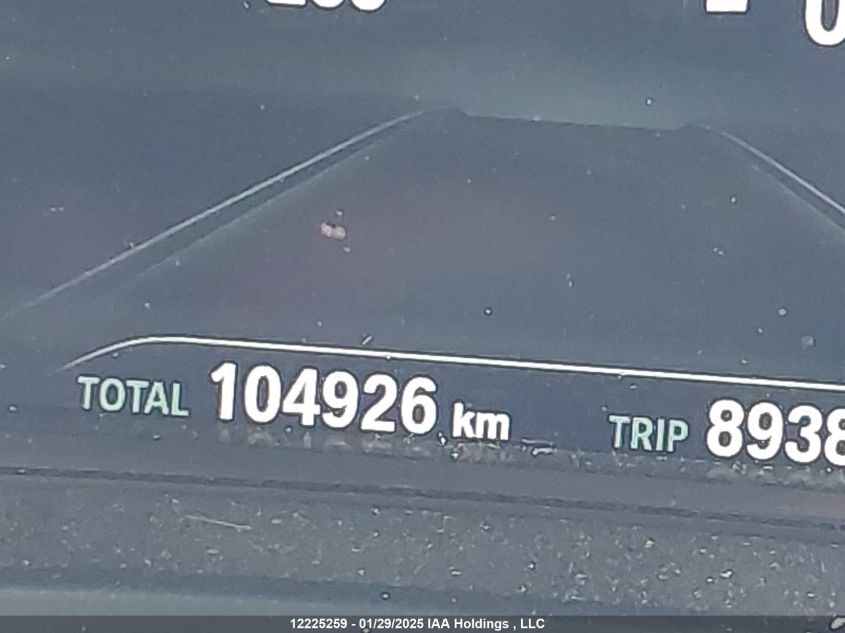 TOTAL 104926 km TRIP 8938
12225259 - 01/29/2025 IAA Holdings , LLC